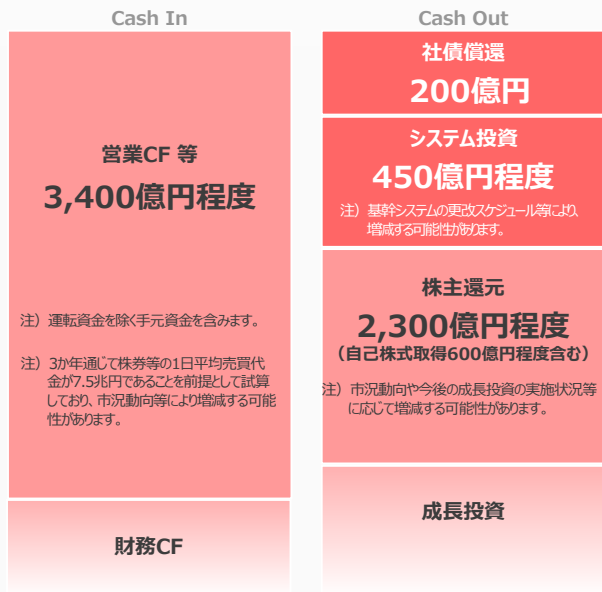 Cash In
営業CF 等
3,400億円程度
注）運転資金を除く手元資金を含みます。
注）3か年通じて株券等の1日平均売買代
金が7.5兆円であることを前提として試算
しており、市況動向等により増減する可能
性があります。
財務CF
Cash Out
社債償還
200億円
システム投資
450億円程度
注）基幹システムの更改スケジュール等により、
増減する可能性があります。
株主還元
2,300億円程度
（自己株式取得600億円程度含む）
注）市況動向や今後の成長投資の実施状況等
に応じて増減する可能性があります。
成長投資